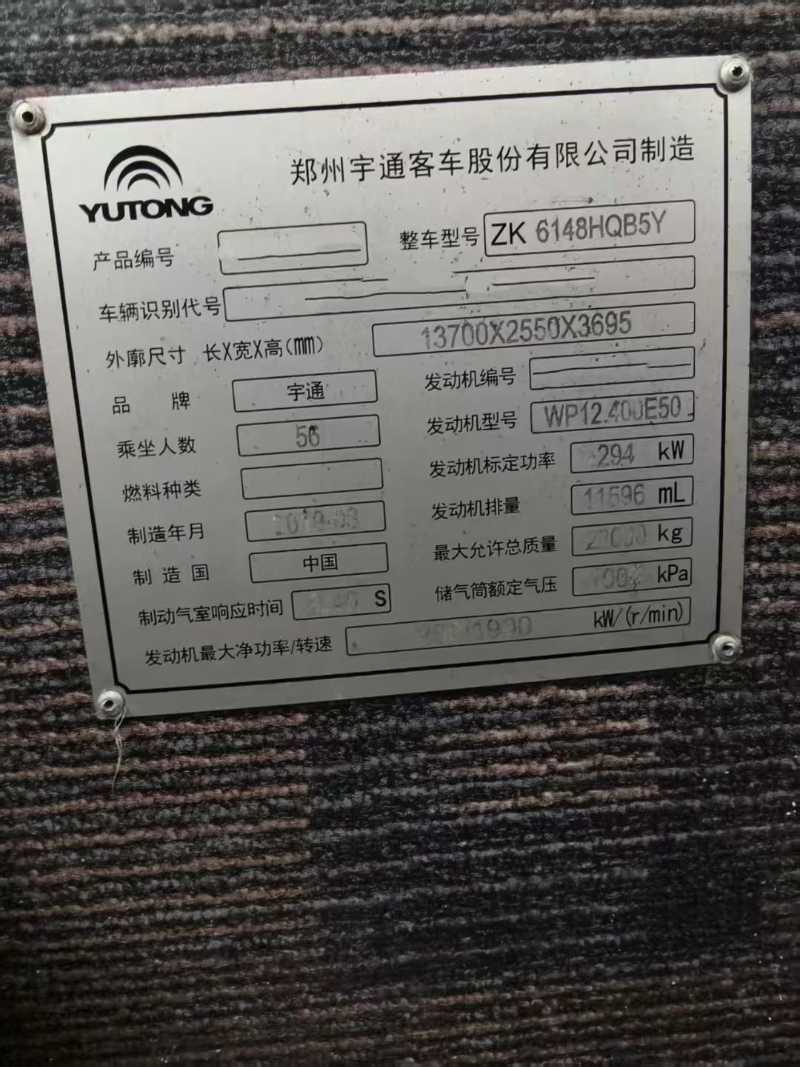 郑州宇通客车股份有限公司制造
YUTONG
产品编号 整车型号 ZK 6148HQB5Y
车辆识别代号
外廓尺寸 长X宽X高(mm) 13700X2550X3695
品牌 宇通 发动机编号
乘坐人数 56 发动机型号 WP12.400E50
燃料种类 发动机标定功率 294 kW
制造年月 发动机排量 11596 mL
制造国 中国 最大允许总质量 kg
制动气室响应时间 S 储气筒额定气压 kPa
发动机最大净功率/转速 kW/(r/min)